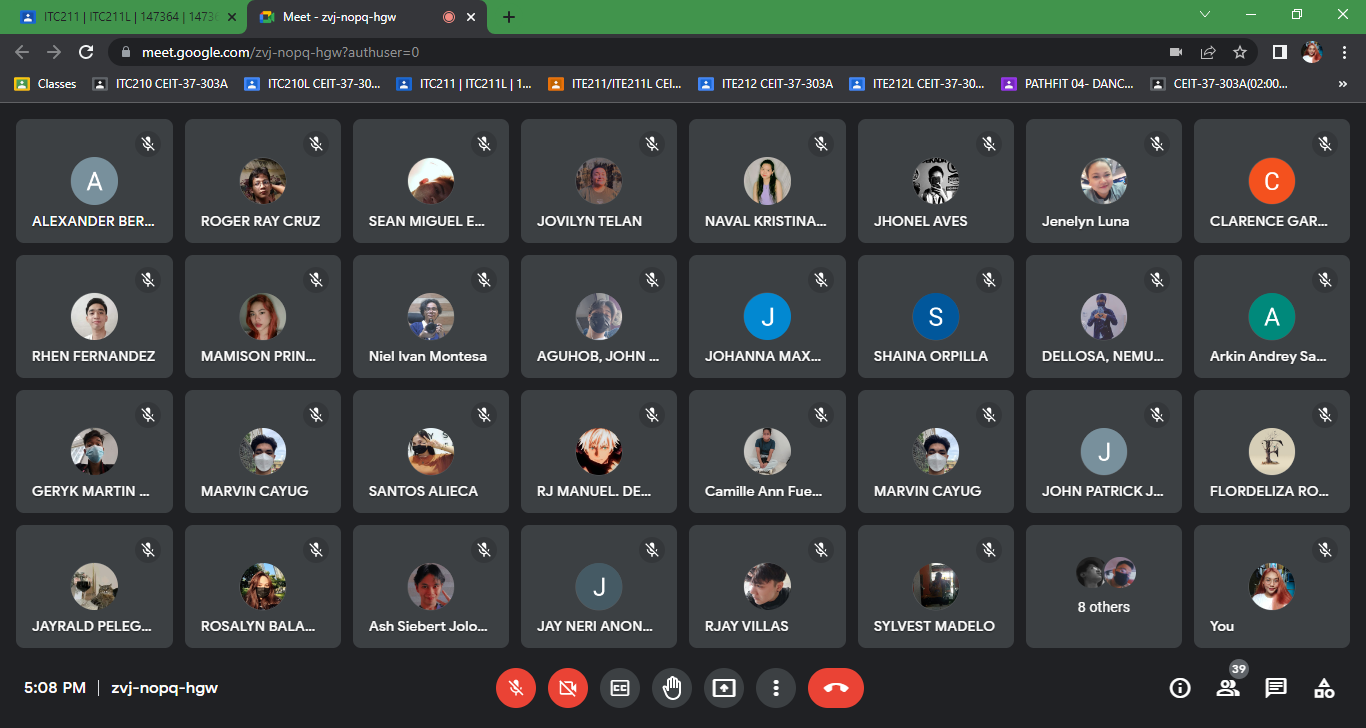 ITC211 | ITC211L | 147364 | 1473
Meet - zvj-nopq-hgw
meet.google.com/zvj-nopq-hgw?authuser=0
Classes
ITC210 CEIT-37-303A
ITC210L CEIT-37-30...
ITC211 | ITC211L | 1...
ITE211/ITE211L CEI...
ITE212 CEIT-37-303A
ITE212L CEIT-37-30...
PATHFIT 04- DANC...
CEIT-37-303A(02:00...
A
ALEXANDER BER...
ROGER RAY CRUZ
SEAN MIGUEL E...
JOVILYN TELAN
NAVAL KRISTINA...
JHONEL AVES
Jenelyn Luna
C
CLARENCE GAR...
RHEN FERNANDEZ
MAMISON PRIN...
Niel Ivan Montesa
AGUHOB, JOHN ...
J
JOHANNA MAX...
S
SHAINA ORPILLA
DELLOSA, NEMU...
A
Arkin Andrey Sa...
GERYK MARTIN ...
MARVIN CAYUG
SANTOS ALIECA
RJ MANUEL. DE...
Camille Ann Fue...
MARVIN CAYUG
J
JOHN PATRICK J...
F
FLORDELIZA RO...
JAYRALD PELEG...
ROSALYN BALA...
Ash Siebert Jolo...
J
JAY NERI ANON...
RJAY VILLAS
SYLVEST MADELO
8 others
You
5:08 PM | zvj-nopq-hgw
CC
39